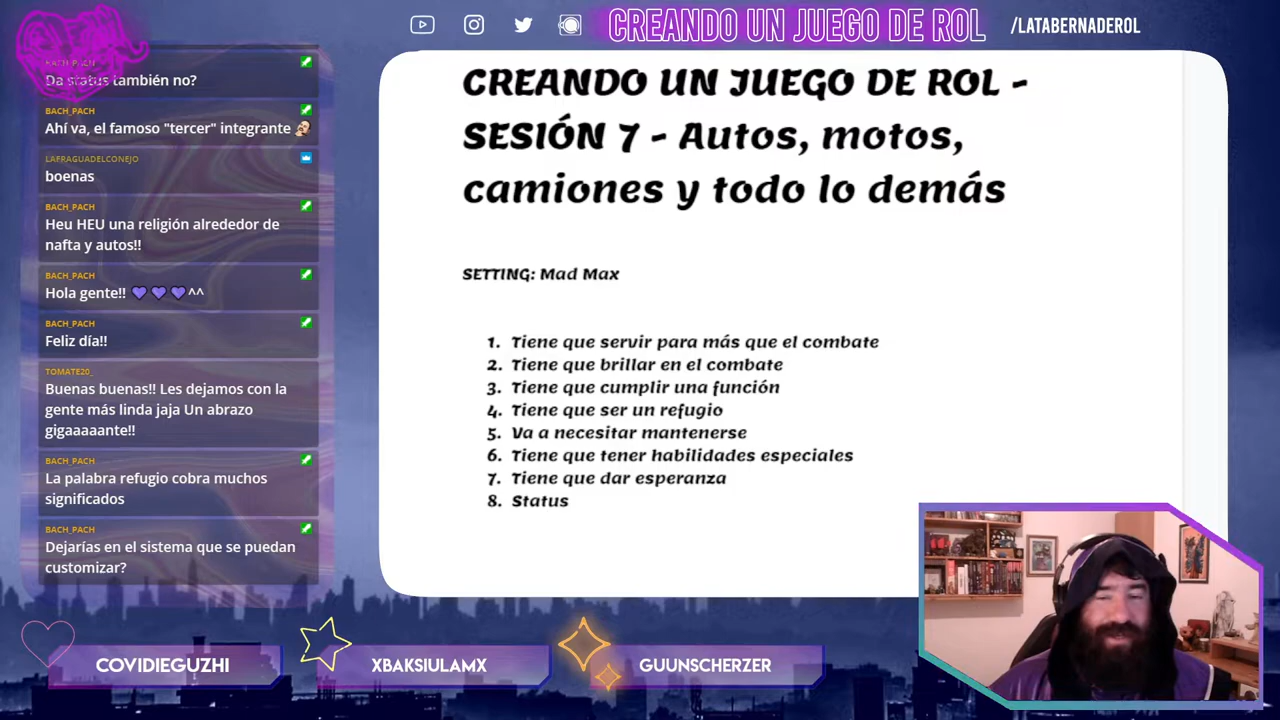 CREANDO UN JUEGO DE ROL
/LATABERNADEROL
BACH_PACH
Da status también no?
BACH_PACH
Ahí va, el famoso "tercer" integrante
LAFRAGUADELCONEJO
boenas
BACH_PACH
Heu HEU una religión alrededor de
nafta y autos!!
BACH_PACH
Hola gente!! 💜 💜 💜 ^^
BACH_PACH
Feliz día!!
TOMATE20_
Buenas buenas!! Les dejamos con la
gente más linda jaja Un abrazo
gigaaaaante!!
BACH_PACH
La palabra refugio cobra muchos
significados
BACH_PACH
Dejarías en el sistema que se puedan
customizar?
CREANDO UN JUEGO DE ROL -
SESIÓN 7 - Autos, motos,
camiones y todo lo demás
SETTING: Mad Max
1. Tiene que servir para más que el combate
2. Tiene que brillar en el combate
3. Tiene que cumplir una función
4. Tiene que ser un refugio
5. Va a necesitar mantenerse
6. Tiene que tener habilidades especiales
7. Tiene que dar esperanza
8. Status
COVIDIEGUZHI
XBAKSIULAMX
GUUNSCHERZER